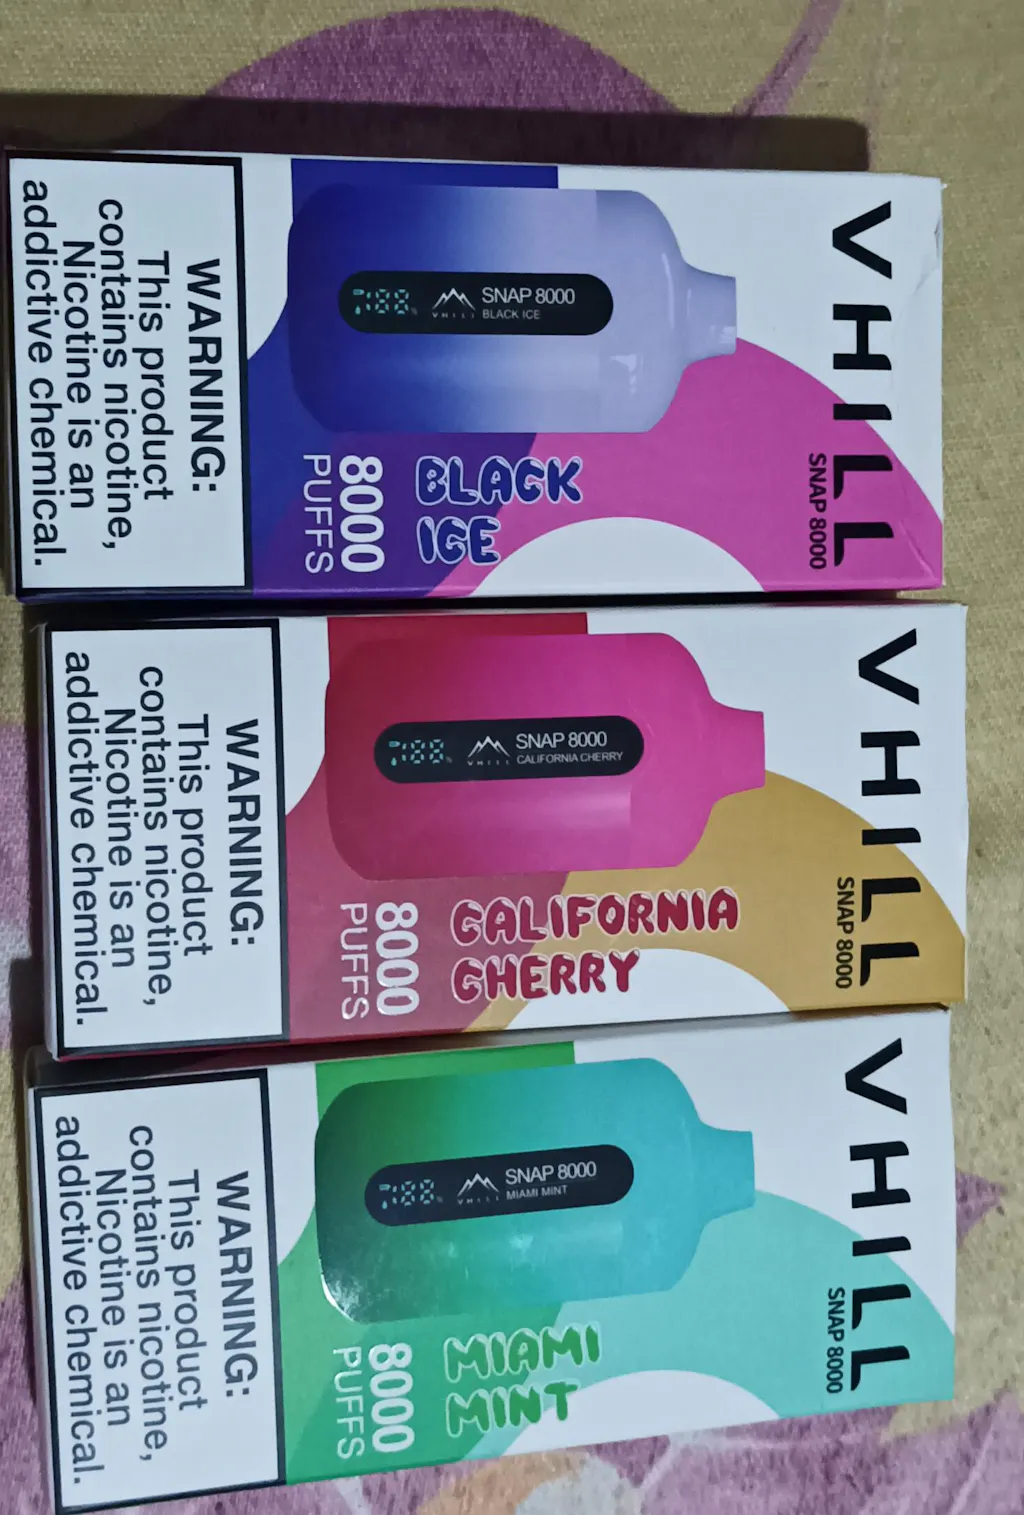 VHILL
SNAP 8000
SNAP 8000
VHILL
BLACK ICE
BLACK
ICE
8000
PUFFS
WARNING:
This product
contains nicotine,
Nicotine is an
addictive chemical.
VHILL
SNAP 8000
SNAP 8000
VHILL
CALIFORNIA CHERRY
CALIFORNIA
CHERRY
8000
PUFFS
WARNING:
This product
contains nicotine,
Nicotine is an
addictive chemical.
VHILL
SNAP 8000
SNAP 8000
VHILL
MIAMI MINT
MIAMI
MINT
8000
PUFFS
WARNING:
This product
contains nicotine,
Nicotine is an
addictive chemical.